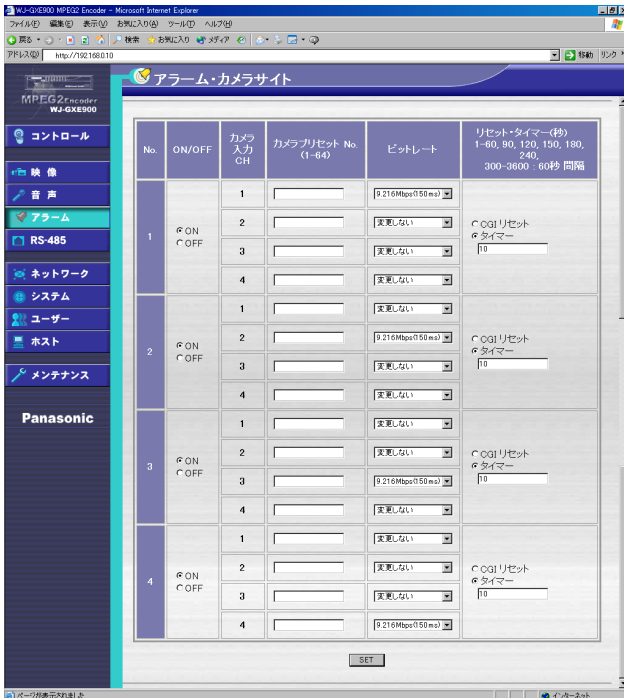 WJ-GXE900 MPEG2 Encoder - Microsoft Internet Explorer
ファイル(F) 編集(E) 表示(V) お気に入り(A) ツール(T) ヘルプ(H)
戻る 検索 お気に入り メディア
アドレス(D) http://192.168.0.10 移動 リンク
アラーム・カメラサイト
MPEG2Encoder
WJ-GXE900
コントロール
映 像
音 声
アラーム
RS-485
ネットワーク
システム
ユーザー
ホスト
メンテナンス
Panasonic
No. ON/OFF カメラ入力CH カメラプリセット No. (1-64) ビットレート リセット・タイマー(秒) 1-60, 90, 120, 150, 180, 240, 300-3600 : 60秒 間隔
1 ON OFF
1 9.216Mbps(150ms)
2 変更しない
3 変更しない
4 変更しない
CGI リセット
タイマー
10
2 ON OFF
1 変更しない
2 9.216Mbps(150ms)
3 変更しない
4 変更しない
CGI リセット
タイマー
10
3 ON OFF
1 変更しない
2 変更しない
3 9.216Mbps(150ms)
4 変更しない
CGI リセット
タイマー
10
4 ON OFF
1 変更しない
2 変更しない
3 変更しない
4 9.216Mbps(150ms)
CGI リセット
タイマー
10
SET
ページが表示されました
インターネット